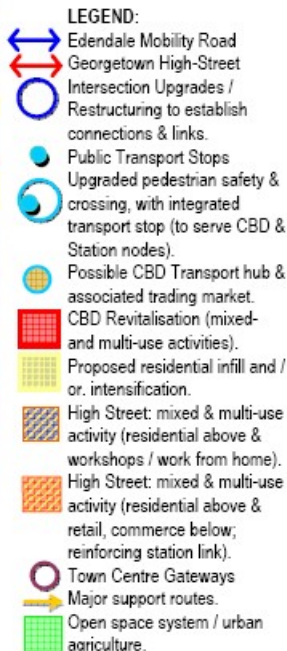 LEGEND:
Edendale Mobility Road
Georgetown High-Street
Intersection Upgrades /
Restructuring to establish
connections & links.
Public Transport Stops
Upgraded pedestrian safety &
crossing, with integrated
transport stop (to serve CBD &
Station nodes).
Possible CBD Transport hub &
associated trading market.
CBD Revitalisation (mixed-
and multi-use activities).
Proposed residential infill and /
or. intensification.
High Street: mixed & multi-use
activity (residential above &
workshops / work from home).
High Street: mixed & multi-use
activity (residential above &
retail, commerce below;
reinforcing station link).
Town Centre Gateways
Major support routes.
Open space system / urban
agriculture.